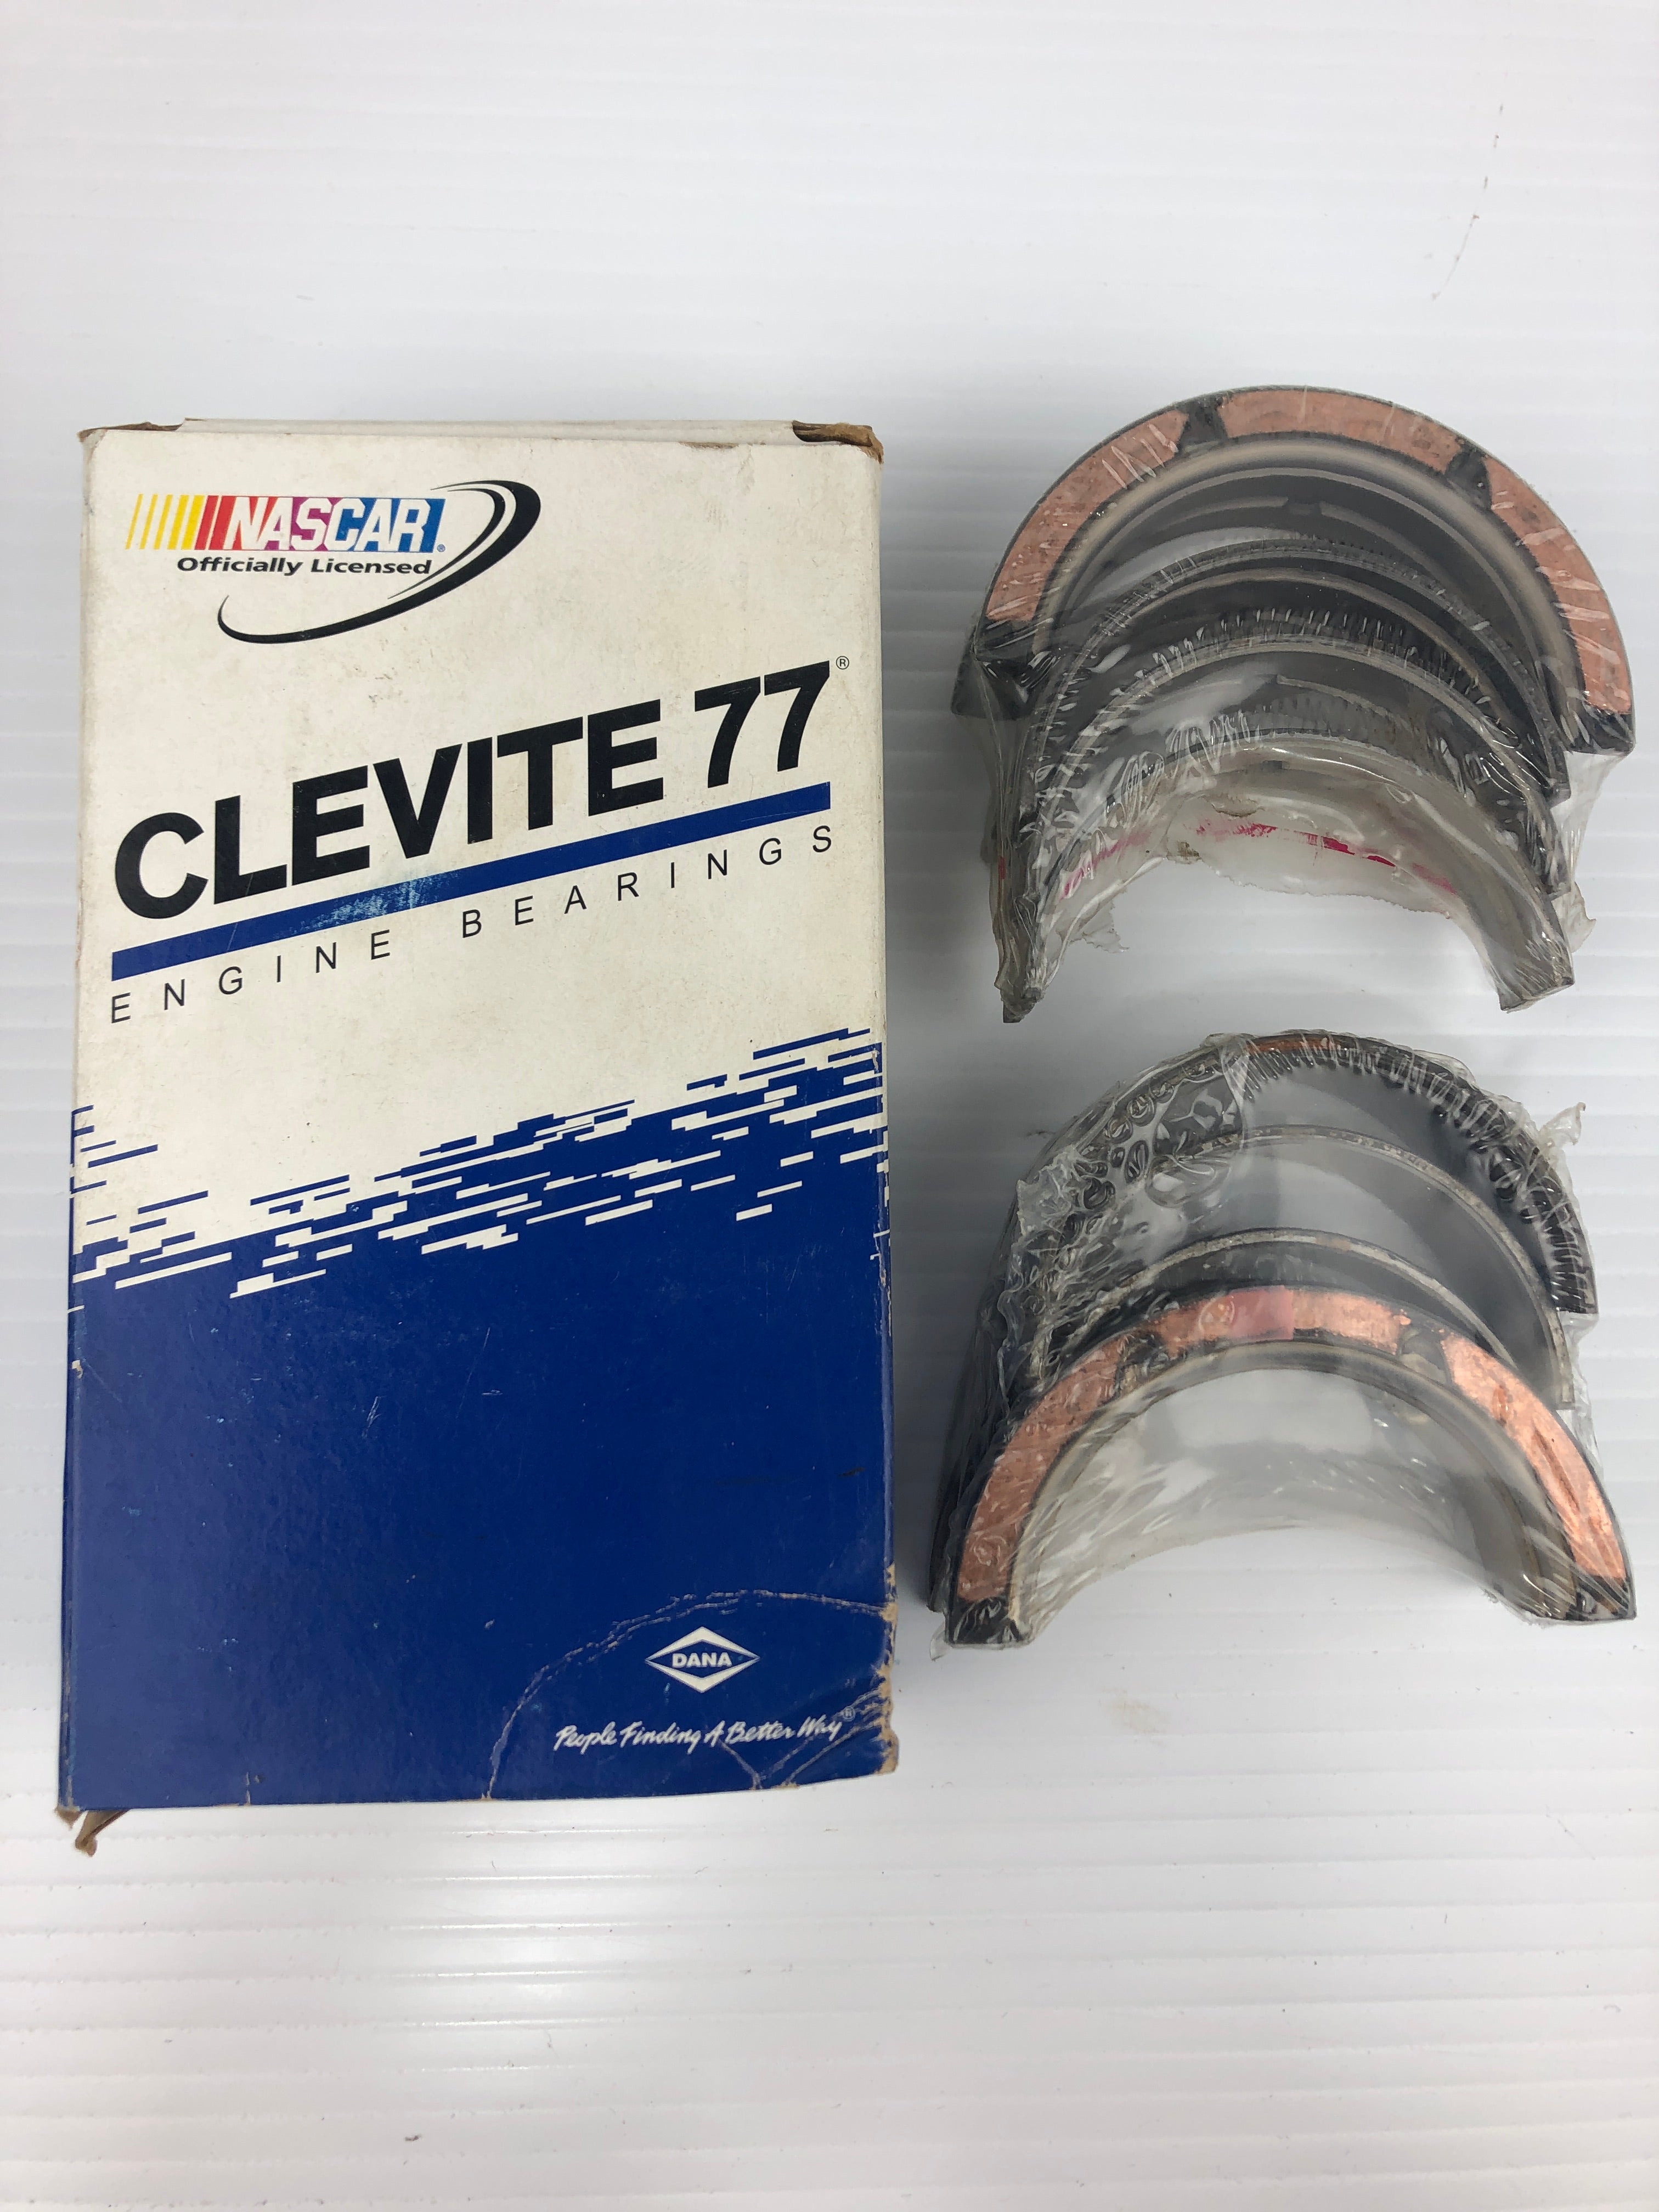 NASCAR®
Officially Licensed
CLEVITE 77®
ENGINE BEARINGS
DANA
People Finding A Better Way®